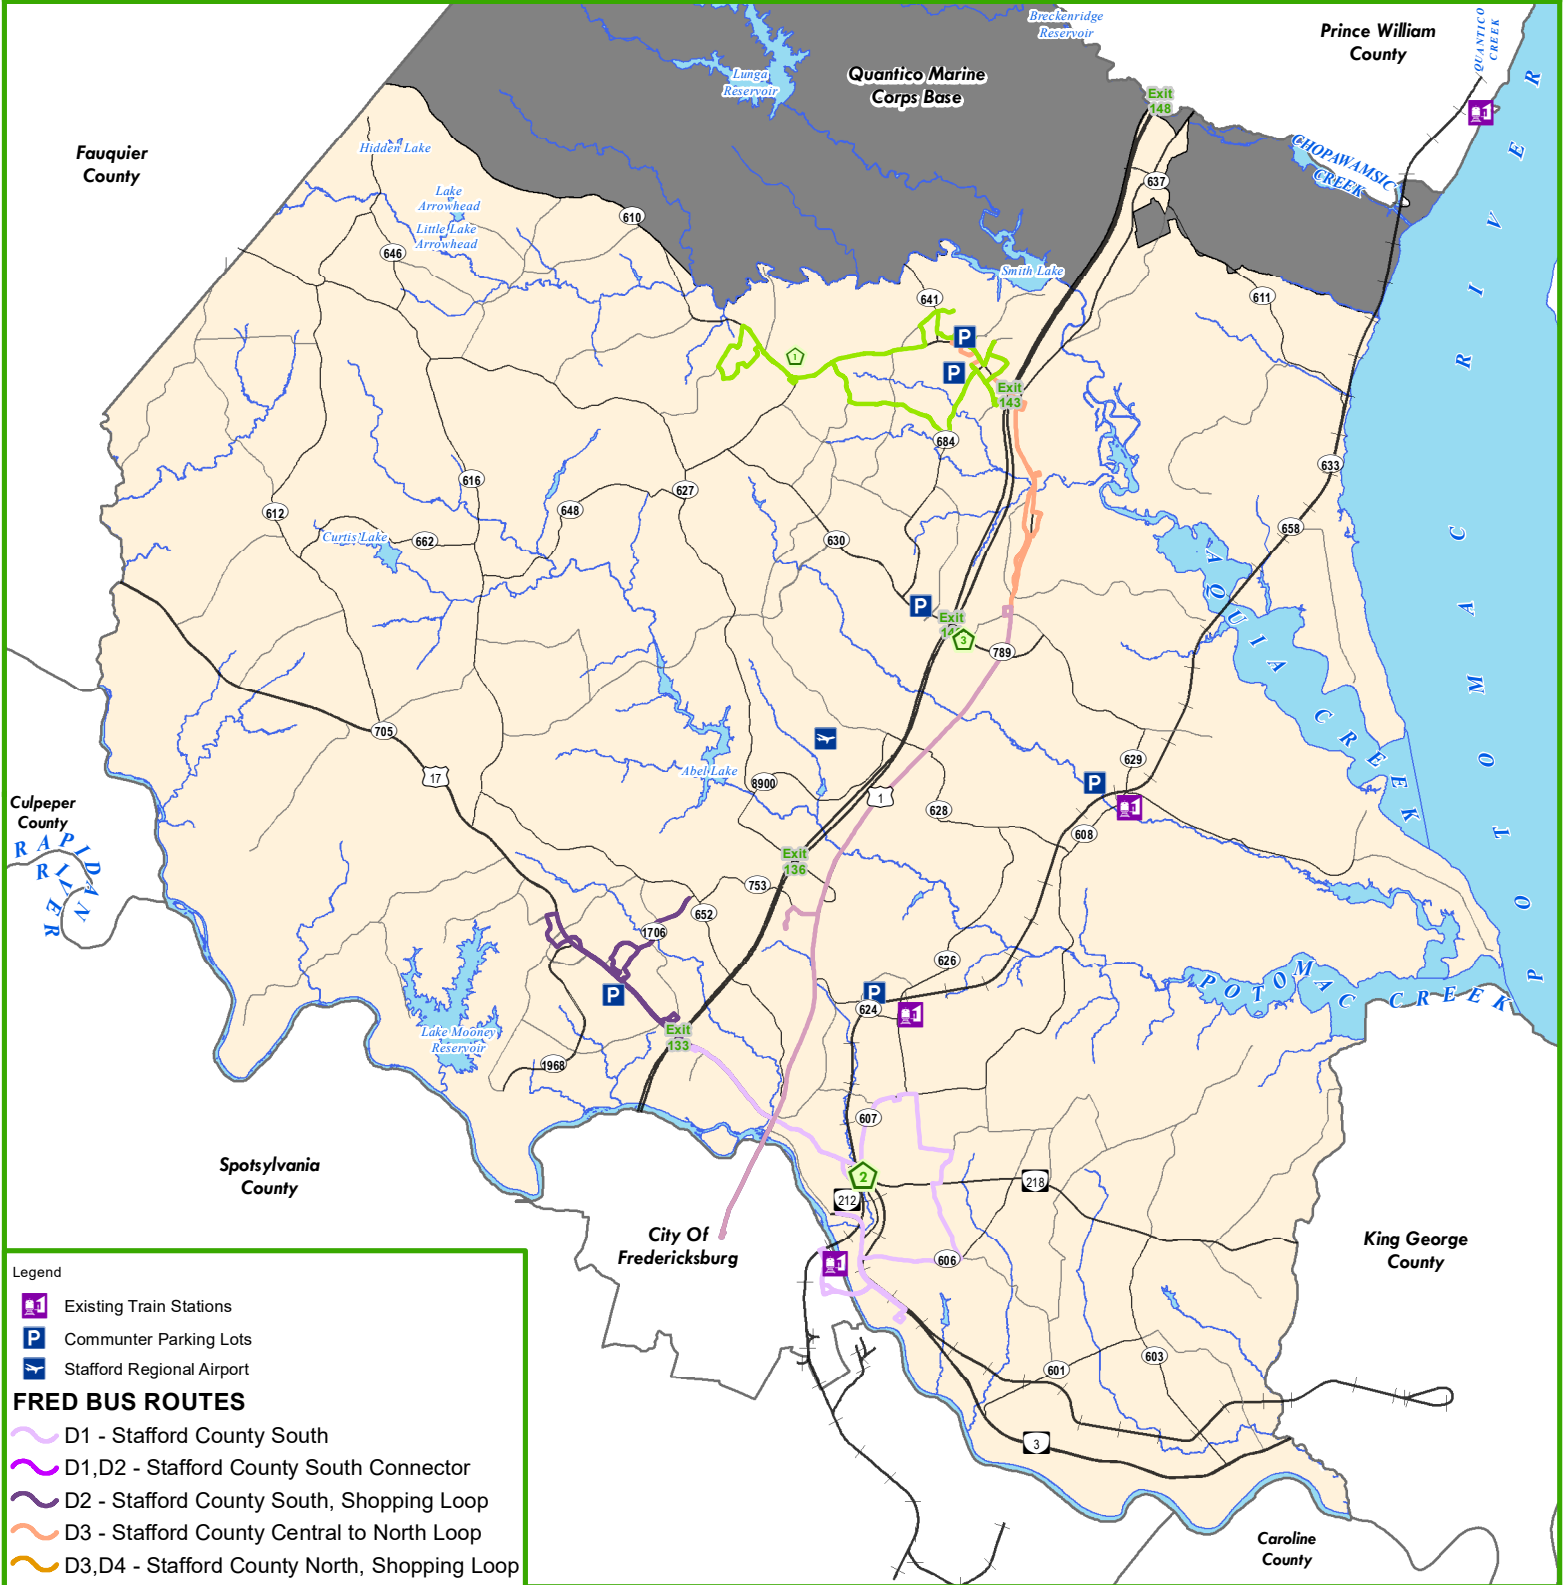 Breckenridge
Reservoir
Prince William
County
QUANTICO
CREEK
Quantico Marine
Corps Base
Lunga
Reservoir
Exit
148
Fauquier
County
Hidden Lake
CHOPAWAMSIC
CREEK
637
Lake
Arrowhead
Little Lake
Arrowhead
610
646
Smith Lake
641
611
P
1
P
Exit
143
684
633
616
627
612
648
658
Curtis Lake
662
630
P
Exit
3
789
AQUIA CREEK
POTOMAC RIVER
705
17
Abel Lake
8900
629
P
1
628
608
Culpeper
County
RAPIDAN
RIVER
Exit
136
753
652
1706
626
P
P
624
POTOMAC CREEK
Lake Mooney
Reservoir
Exit
133
1968
607
Spotsylvania
County
2
212
218
City Of
Fredericksburg
606
King George
County
601
603
3
Caroline
County
Legend
Existing Train Stations
P Communter Parking Lots
Stafford Regional Airport
FRED BUS ROUTES
D1 - Stafford County South
D1,D2 - Stafford County South Connector
D2 - Stafford County South, Shopping Loop
D3 - Stafford County Central to North Loop
D3,D4 - Stafford County North, Shopping Loop